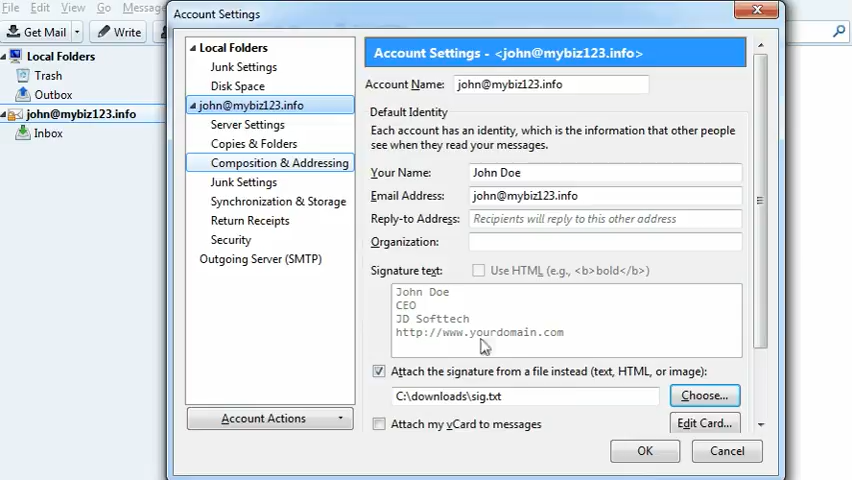 File Edit View Go
Account Settings
Get Mail
Write
Local Folders
Trash
Outbox
john@mybiz123.info
Inbox
Local Folders
Junk Settings
Disk Space
john@mybiz123.info
Server Settings
Copies & Folders
Composition & Addressing
Junk Settings
Synchronization & Storage
Return Receipts
Security
Outgoing Server (SMTP)
Account Actions
Account Settings - <john@mybiz123.info>
Account Name: john@mybiz123.info
Default Identity
Each account has an identity, which is the information that other people
see when they read your messages.
Your Name: John Doe
Email Address: john@mybiz123.info
Reply-to Address: Recipients will reply to this other address
Organization:
Signature text: Use HTML (e.g., <b>bold</b>)
John Doe
CEO
JD Softtech
http://www.yourdomain.com
Attach the signature from a file instead (text, HTML, or image):
C:\downloads\sig.txt Choose...
Attach my vCard to messages Edit Card...
OK Cancel